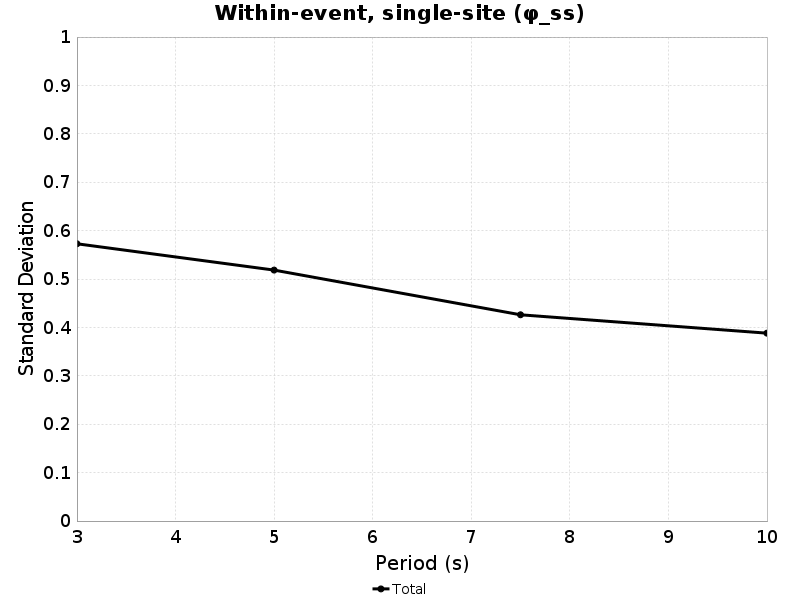 Within-event, single-site (φ_ss)
1
0.9
0.8
0.7
0.6
0.5
0.4
0.3
0.2
0.1
0
Standard Deviation
3 4 5 6 7 8 9 10
Period (s)
Total